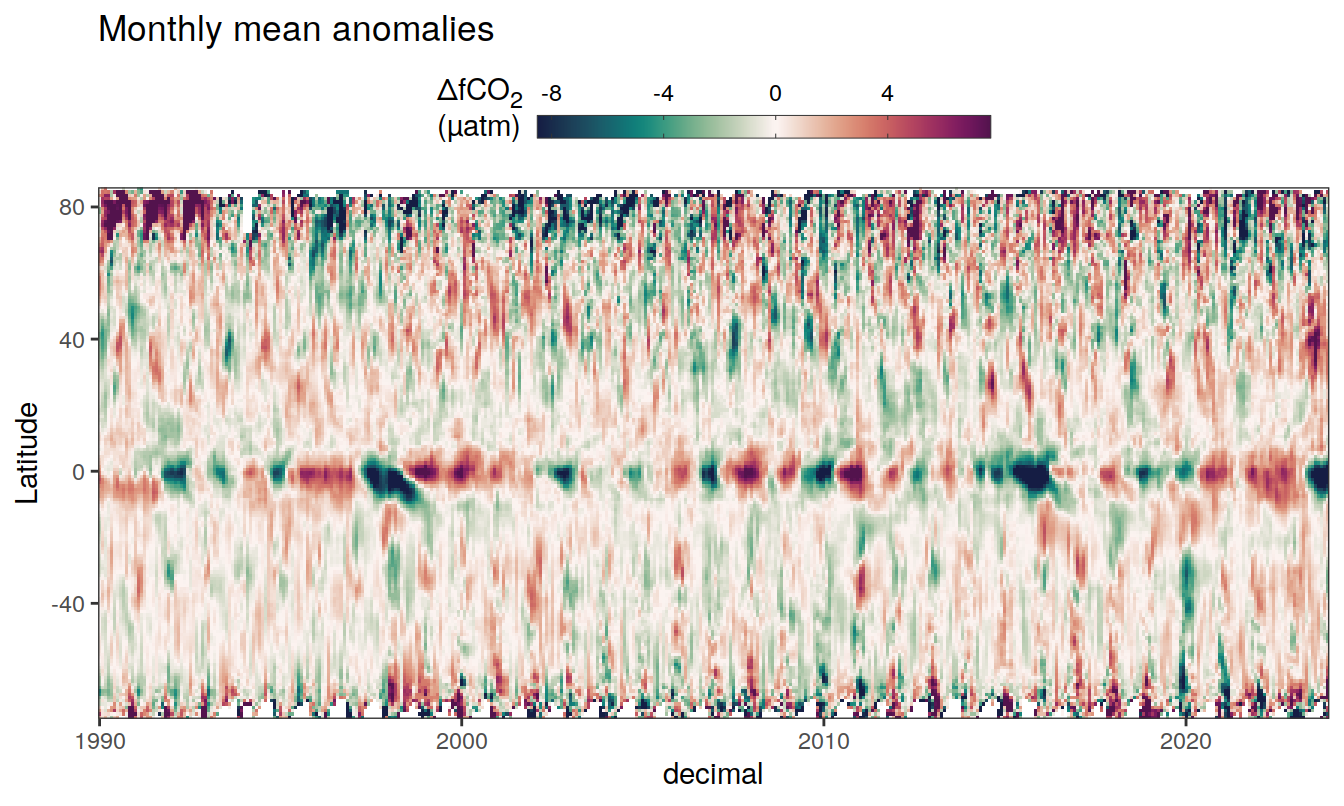 Monthly mean anomalies
ΔfCO₂
(µatm)
-8 -4 0 4
Latitude
80
40
0
-40
1990 2000 2010 2020
decimal